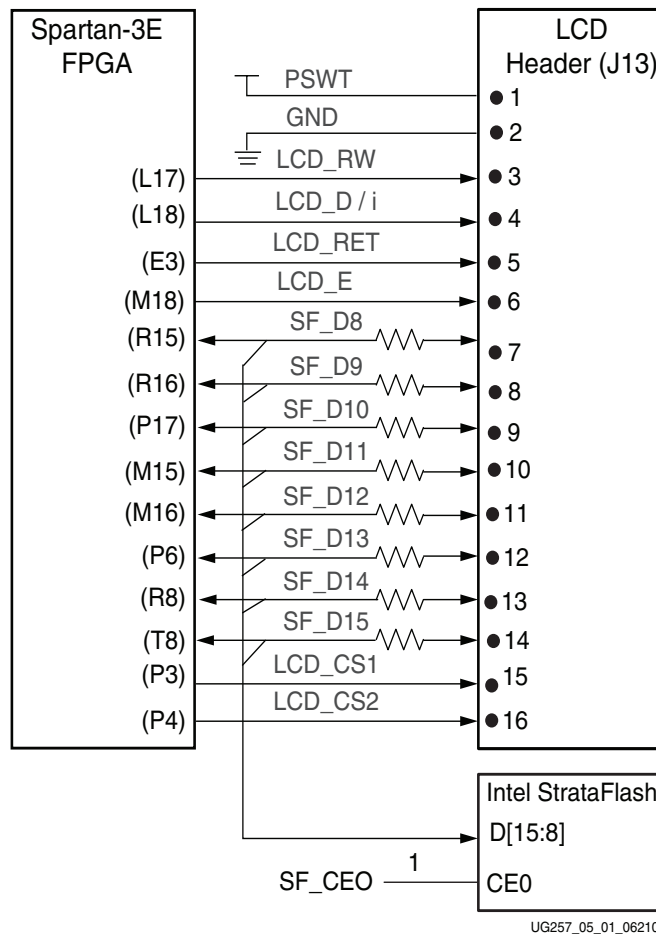 Spartan-3E
FPGA
LCD
Header (J13)
PSWT
1
GND
2
(L17) LCD_RW 3
(L18) LCD_D / i 4
(E3) LCD_RET 5
(M18) LCD_E 6
(R15) SF_D8 7
(R16) SF_D9 8
(P17) SF_D10 9
(M15) SF_D11 10
(M16) SF_D12 11
(P6) SF_D13 12
(R8) SF_D14 13
(T8) SF_D15 14
(P3) LCD_CS1 15
(P4) LCD_CS2 16
Intel StrataFlash
D[15:8]
SF_CEO 1 CE0
UG257_05_01_06210